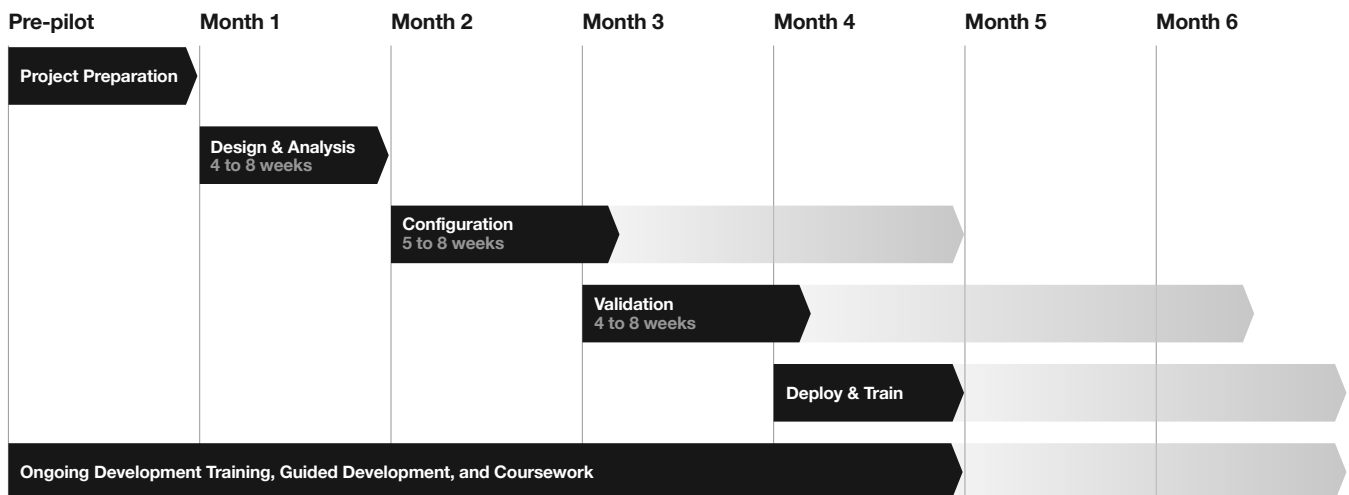 Pre-pilot Month 1 Month 2 Month 3 Month 4 Month 5 Month 6
Project Preparation
Design & Analysis
4 to 8 weeks
Configuration
5 to 8 weeks
Validation
4 to 8 weeks
Deploy & Train
Ongoing Development Training, Guided Development, and Coursework